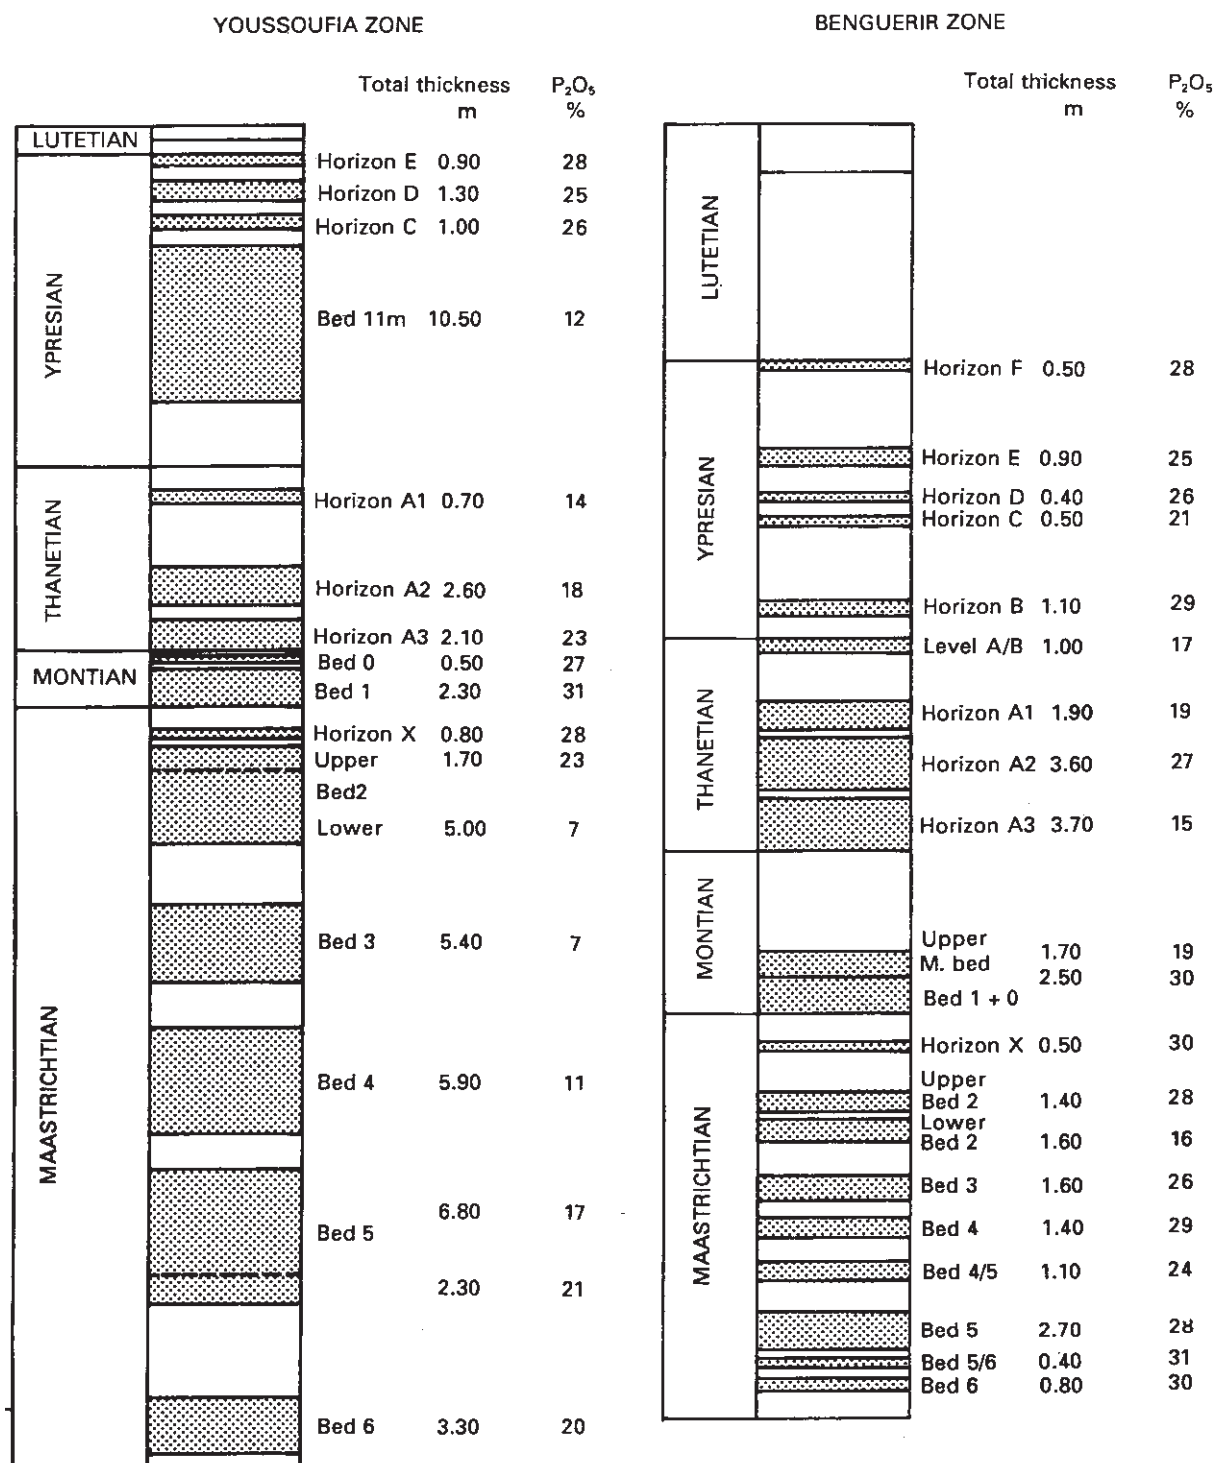 YOUSSOUFIA ZONE
Total thickness P₂O₅
m %
LUTETIAN
Horizon E 0.90 28
Horizon D 1.30 25
Horizon C 1.00 26
YPRESIAN
Bed 11m 10.50 12
Horizon A1 0.70 14
THANETIAN
Horizon A2 2.60 18
Horizon A3 2.10 23
Bed 0 0.50 27
MONTIAN
Bed 1 2.30 31
Horizon X 0.80 28
Upper 1.70 23
Bed2
Lower 5.00 7
Bed 3 5.40 7
MAASTRICHTIAN
Bed 4 5.90 11
6.80 17
Bed 5
2.30 21
Bed 6 3.30 20
BENGUERIR ZONE
Total thickness P₂O₅
m %
LUTETIAN
Horizon F 0.50 28
Horizon E 0.90 25
YPRESIAN
Horizon D 0.40 26
Horizon C 0.50 21
Horizon B 1.10 29
Level A/B 1.00 17
Horizon A1 1.90 19
THANETIAN
Horizon A2 3.60 27
Horizon A3 3.70 15
MONTIAN
Upper
M. bed 1.70 19
2.50 30
Bed 1 + 0
Horizon X 0.50 30
Upper
Bed 2 1.40 28
Lower
Bed 2 1.60 16
MAASTRICHTIAN
Bed 3 1.60 26
Bed 4 1.40 29
Bed 4/5 1.10 24
Bed 5 2.70 28
Bed 5/6 0.40 31
Bed 6 0.80 30